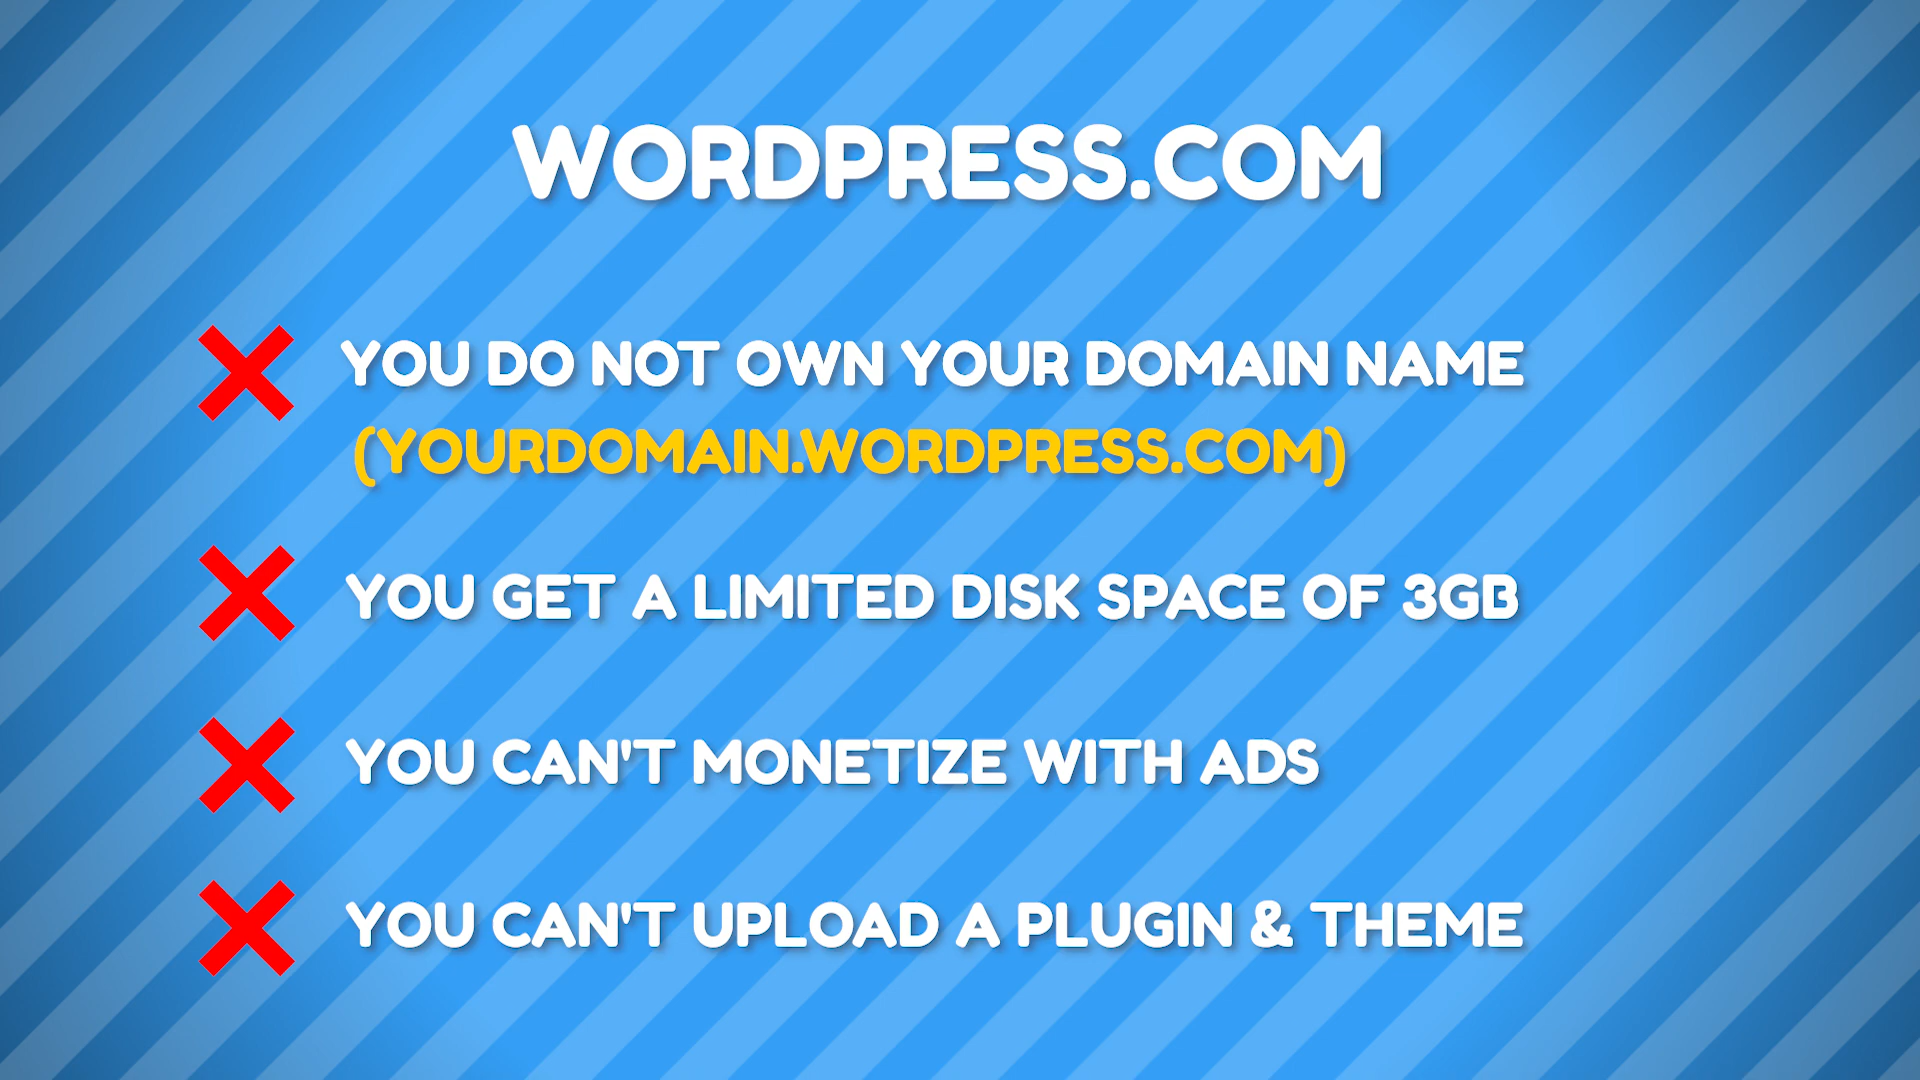 WORDPRESS.COM
YOU DO NOT OWN YOUR DOMAIN NAME
(YOURDOMAIN.WORDPRESS.COM)
YOU GET A LIMITED DISK SPACE OF 3GB
YOU CAN'T MONETIZE WITH ADS
YOU CAN'T UPLOAD A PLUGIN & THEME